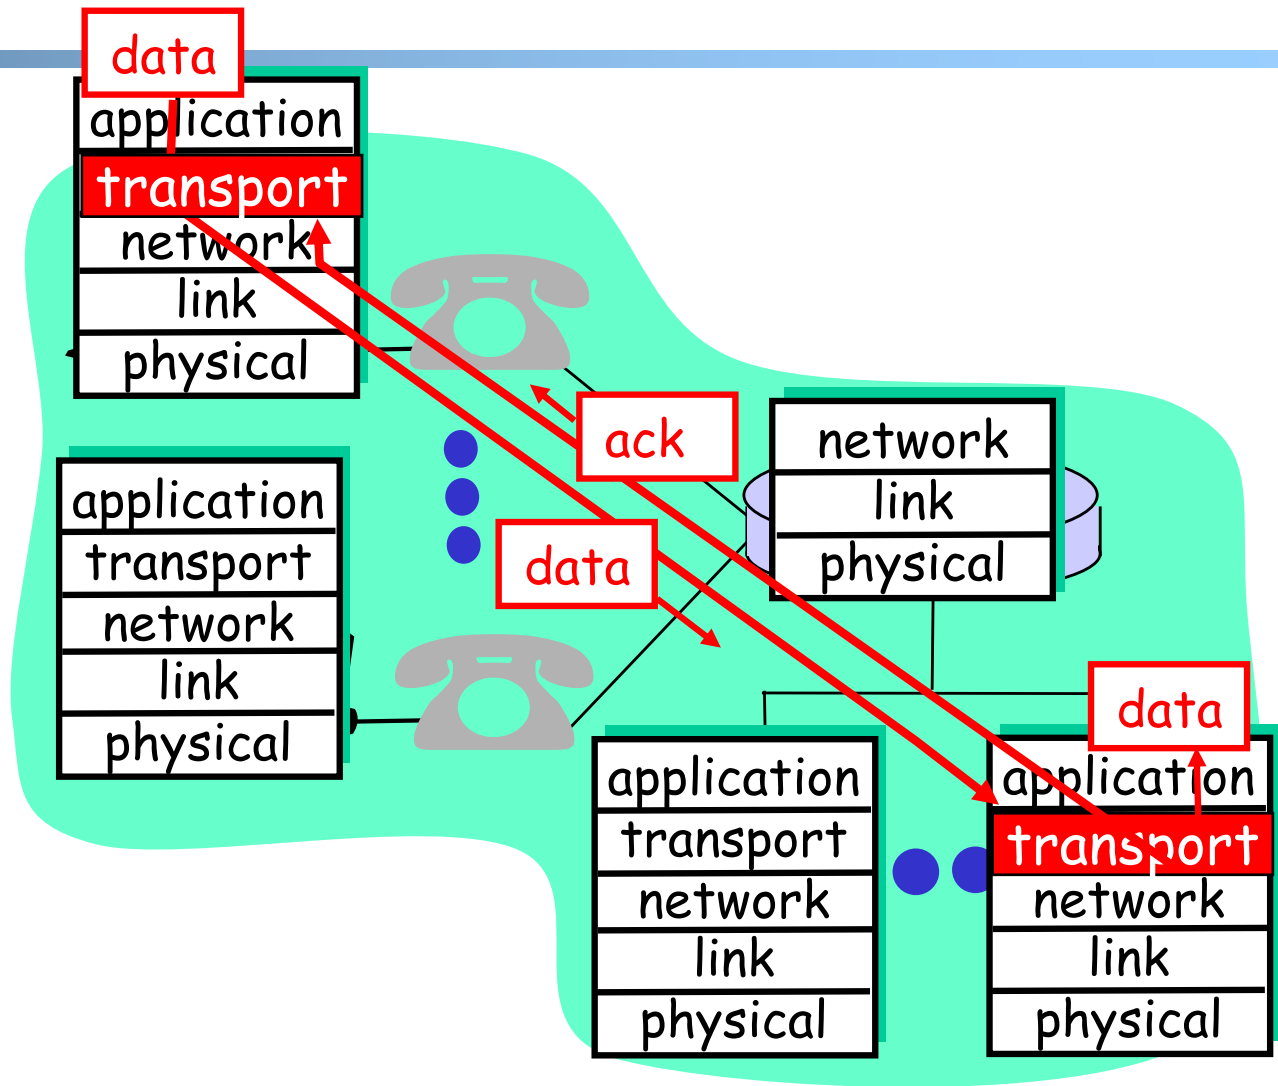 data
application
transport
network
link
physical
ack
network
link
physical
application
transport
network
link
physical
data
data
application
transport
network
link
physical
application
transport
network
link
physical